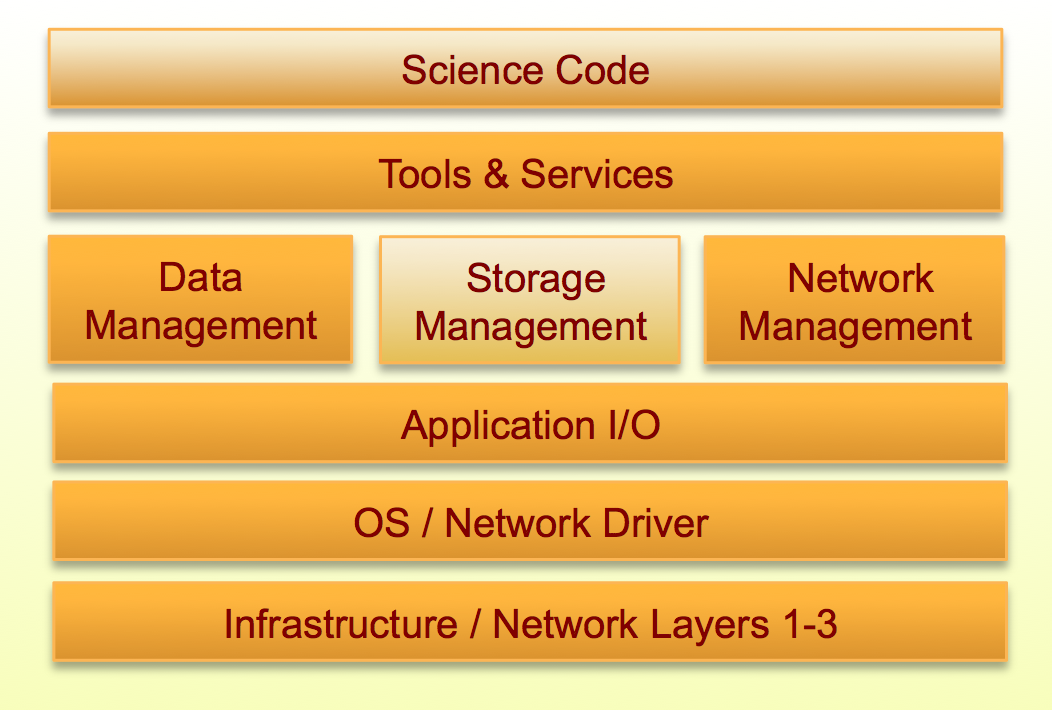 Science Code
Tools & Services
Data
Management
Storage
Management
Network
Management
Application I/O
OS / Network Driver
Infrastructure / Network Layers 1-3